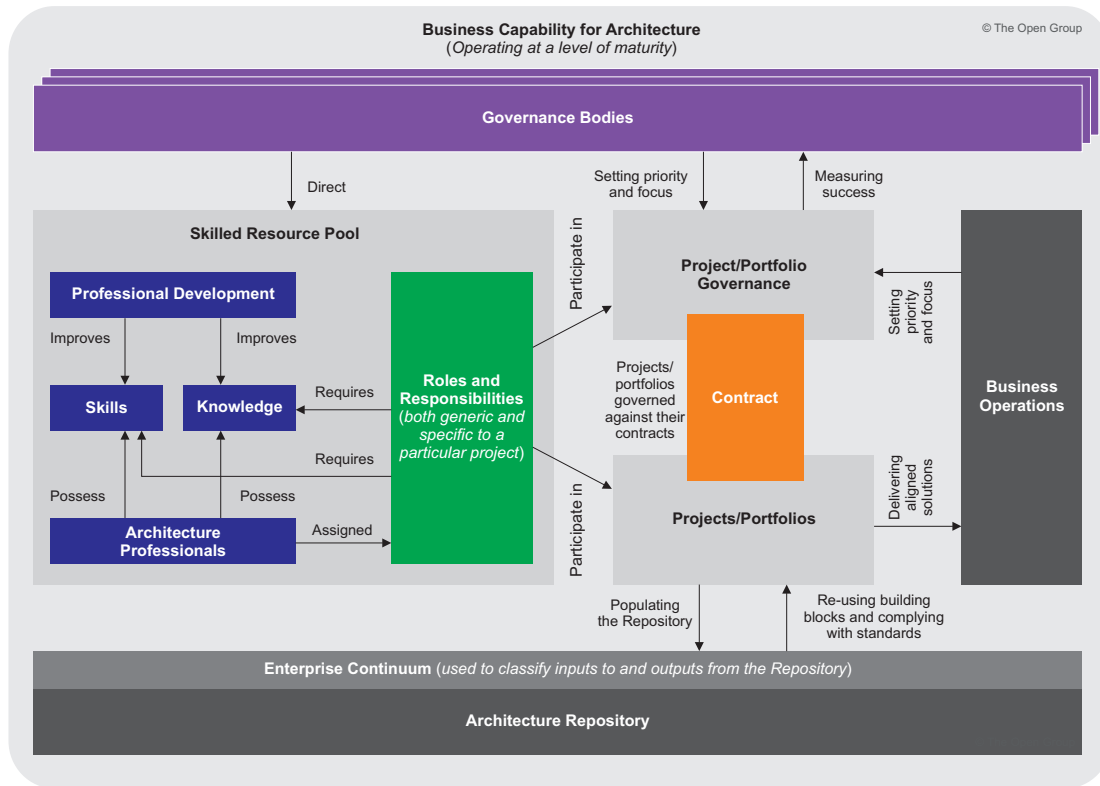 Business Capability for Architecture
(Operating at a level of maturity)
© The Open Group
Governance Bodies
Direct
Setting priority
and focus
Measuring
success
Skilled Resource Pool
Professional Development
Improves
Improves
Skills
Knowledge
Requires
Requires
Possess
Possess
Architecture
Professionals
Assigned
Roles and
Responsibilities
(both generic and
specific to a
particular project)
Participate in
Participate in
Project/Portfolio
Governance
Projects/
portfolios
governed
against their
contracts
Contract
Projects/Portfolios
Setting
priority
and focus
Delivering
aligned
solutions
Business
Operations
Populating
the Repository
Re-using building
blocks and complying
with standards
Enterprise Continuum (used to classify inputs to and outputs from the Repository)
Architecture Repository